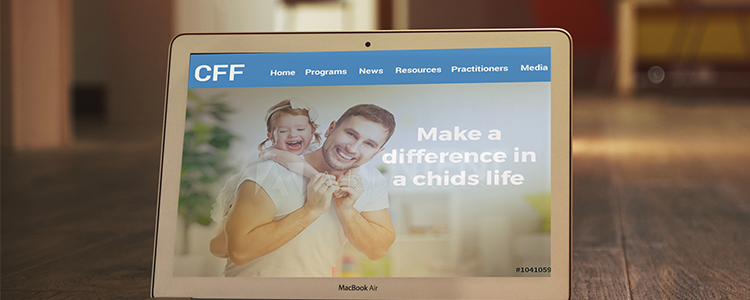 CFF
Home Programs News Resources Practitioners Media
Make a
difference in
a chids life
#1041059
MacBook Air